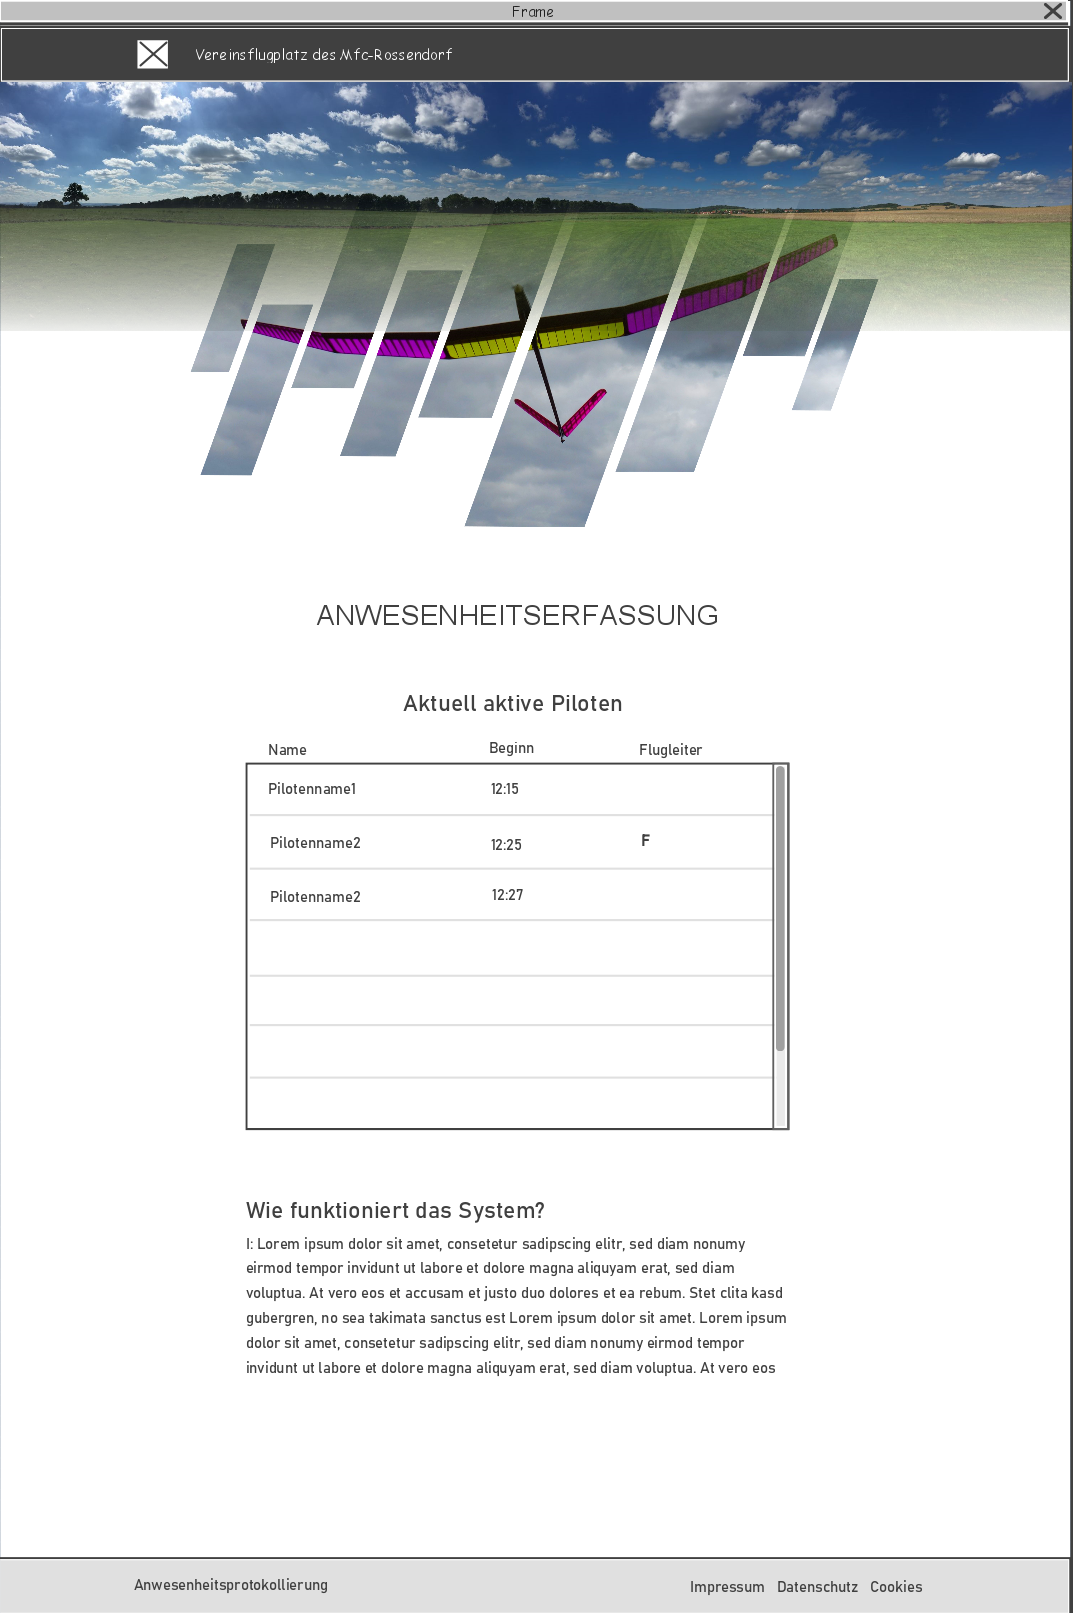 Frame
Vereinsflugplatz des Mfc-Rossendorf
ANWESENHEITSERFASSUNG
Aktuell aktive Piloten
Name Beginn Flugleiter
Pilotenname1 12:15
Pilotenname2 12:25 F
Pilotenname2 12:27
Wie funktioniert das System?
I: Lorem ipsum dolor sit amet, consetetur sadipscing elitr, sed diam nonumy
eirmod tempor invidunt ut labore et dolore magna aliquyam erat, sed diam
voluptua. At vero eos et accusam et justo duo dolores et ea rebum. Stet clita kasd
gubergren, no sea takimata sanctus est Lorem ipsum dolor sit amet. Lorem ipsum
dolor sit amet, consetetur sadipscing elitr, sed diam nonumy eirmod tempor
invidunt ut labore et dolore magna aliquyam erat, sed diam voluptua. At vero eos
Anwesenheitsprotokollierung Impressum Datenschutz Cookies